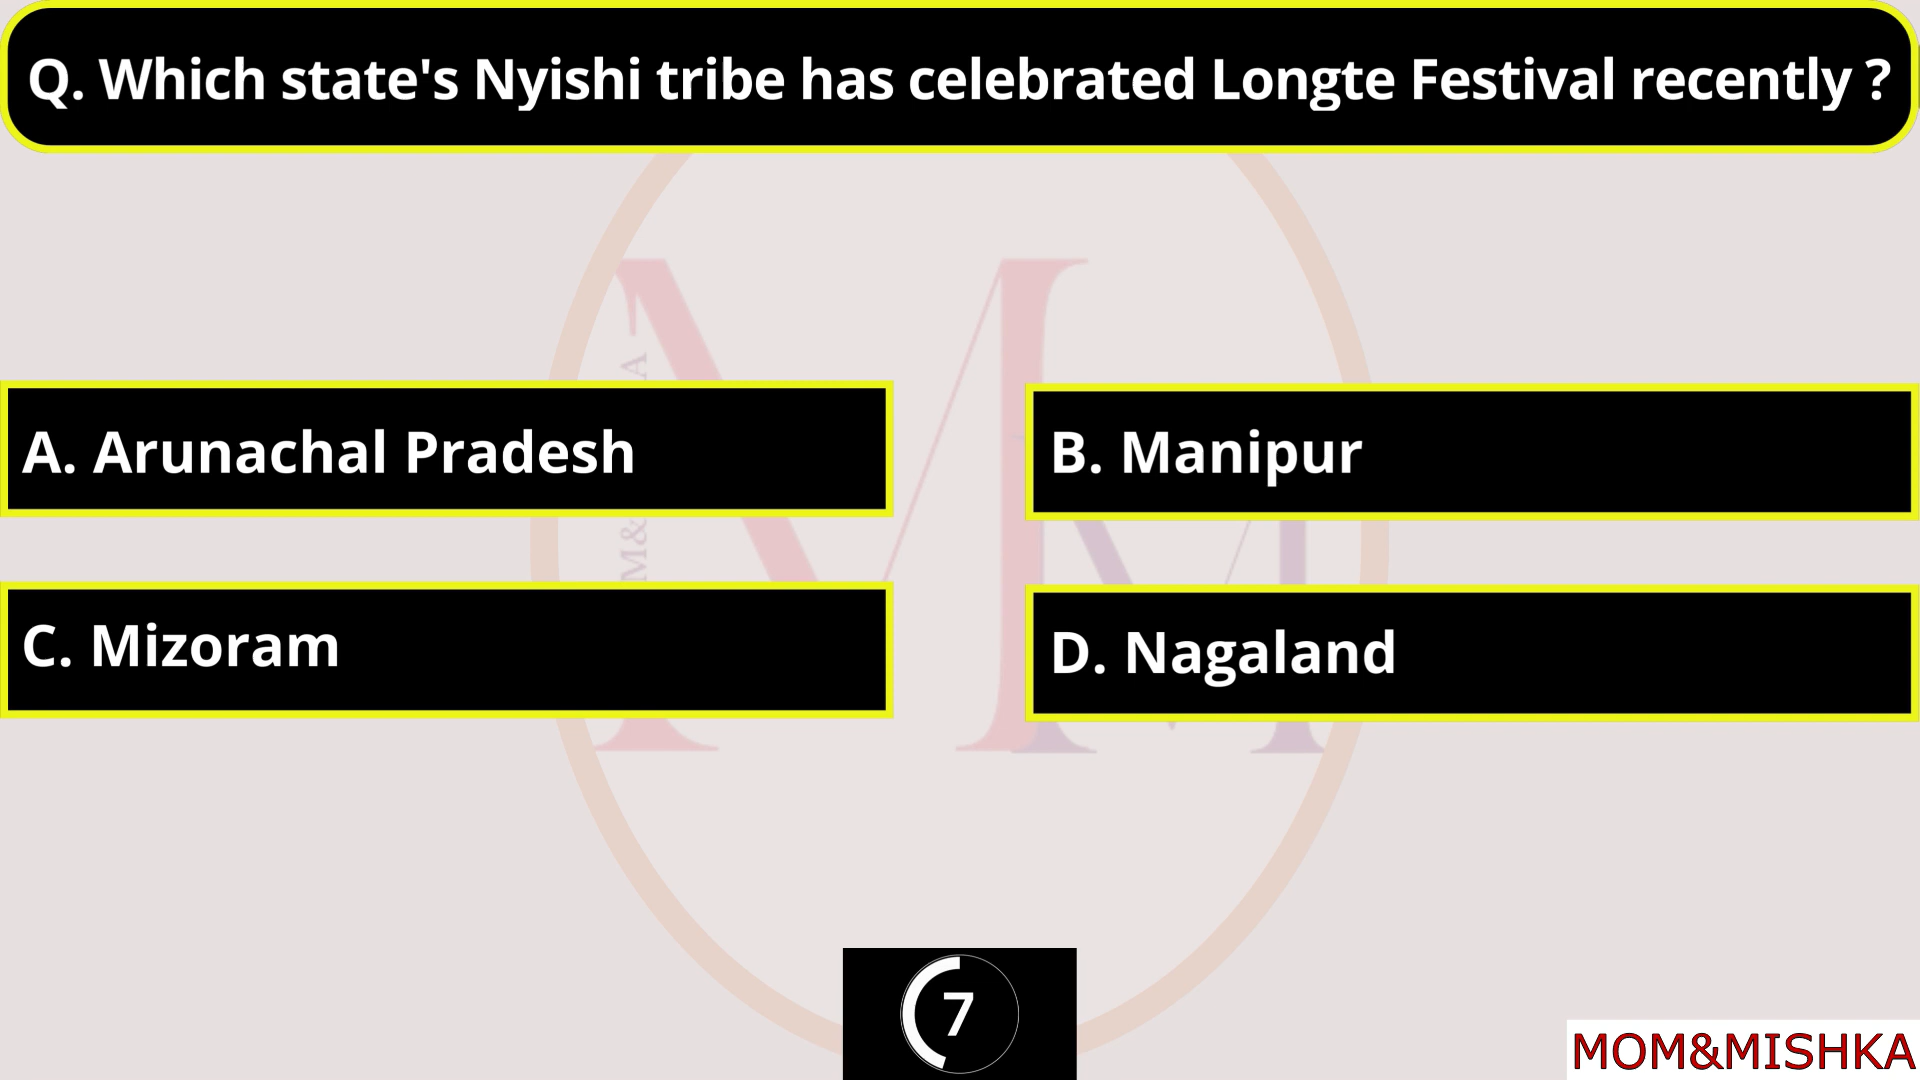 Q. Which state's Nyishi tribe has celebrated Longte Festival recently ?
A. Arunachal Pradesh
B. Manipur
C. Mizoram
D. Nagaland
7
MOM&MISHKA